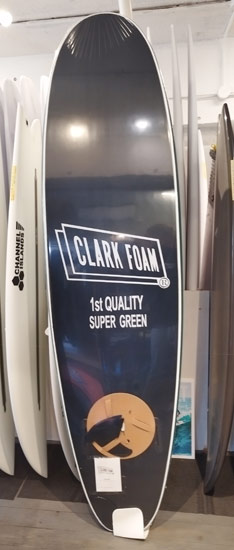 CLARK FOAM
1st QUALITY
SUPER GREEN
CHANNEL
ISLANDS